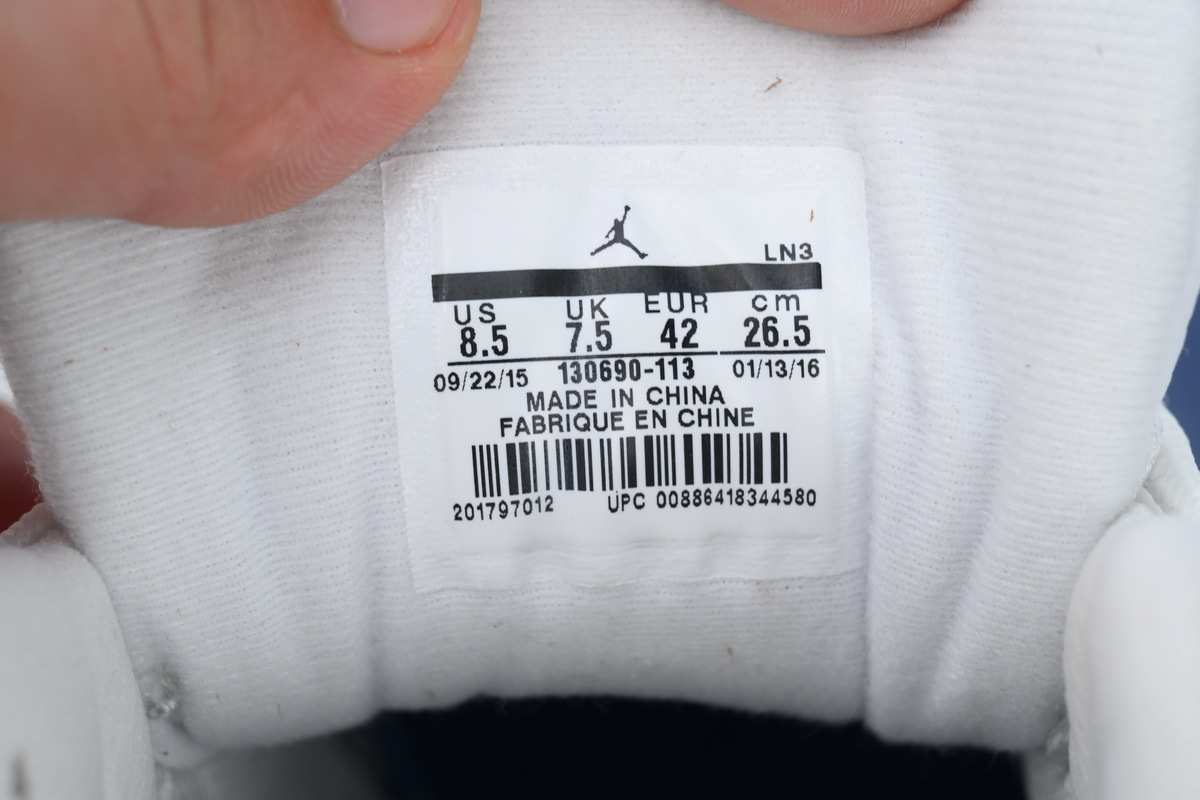 LN3
US UK EUR cm
8.5 7.5 42 26.5
09/22/15 130690-113 01/13/16
MADE IN CHINA
FABRIQUE EN CHINE
201797012 UPC 00886418344580